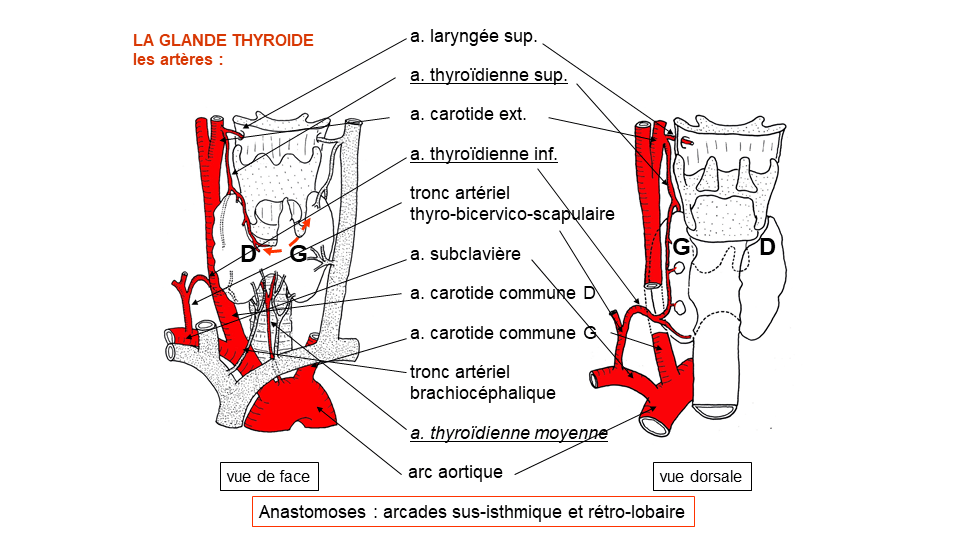 LA GLANDE THYROIDE
les artères :
a. laryngée sup.
a. thyroïdienne sup.
a. carotide ext.
a. thyroïdienne inf.
tronc artériel
thyro-bicervico-scapulaire
a. subclavière
a. carotide commune D
a. carotide commune G
tronc artériel
brachiocéphalique
a. thyroïdienne moyenne
arc aortique
D
G
G
D
vue de face
vue dorsale
Anastomoses : arcades sus-isthmique et rétro-lobaire